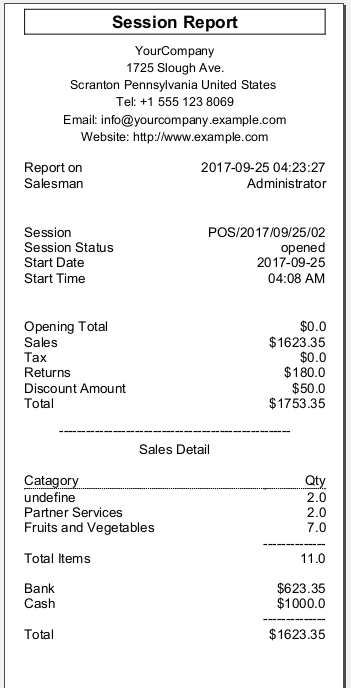 Session Report
YourCompany
1725 Slough Ave.
Scranton Pennsylvania United States
Tel: +1 555 123 8069
Email: info@yourcompany.example.com
Website: http://www.example.com
Report on 2017-09-25 04:23:27
Salesman Administrator
Session POS/2017/09/25/02
Session Status opened
Start Date 2017-09-25
Start Time 04:08 AM
Opening Total $0.0
Sales $1623.35
Tax $0.0
Returns $180.0
Discount Amount $50.0
Total $1753.35
Sales Detail
Catagory Qty
undefine 2.0
Partner Services 2.0
Fruits and Vegetables 7.0
Total Items 11.0
Bank $623.35
Cash $1000.0
Total $1623.35